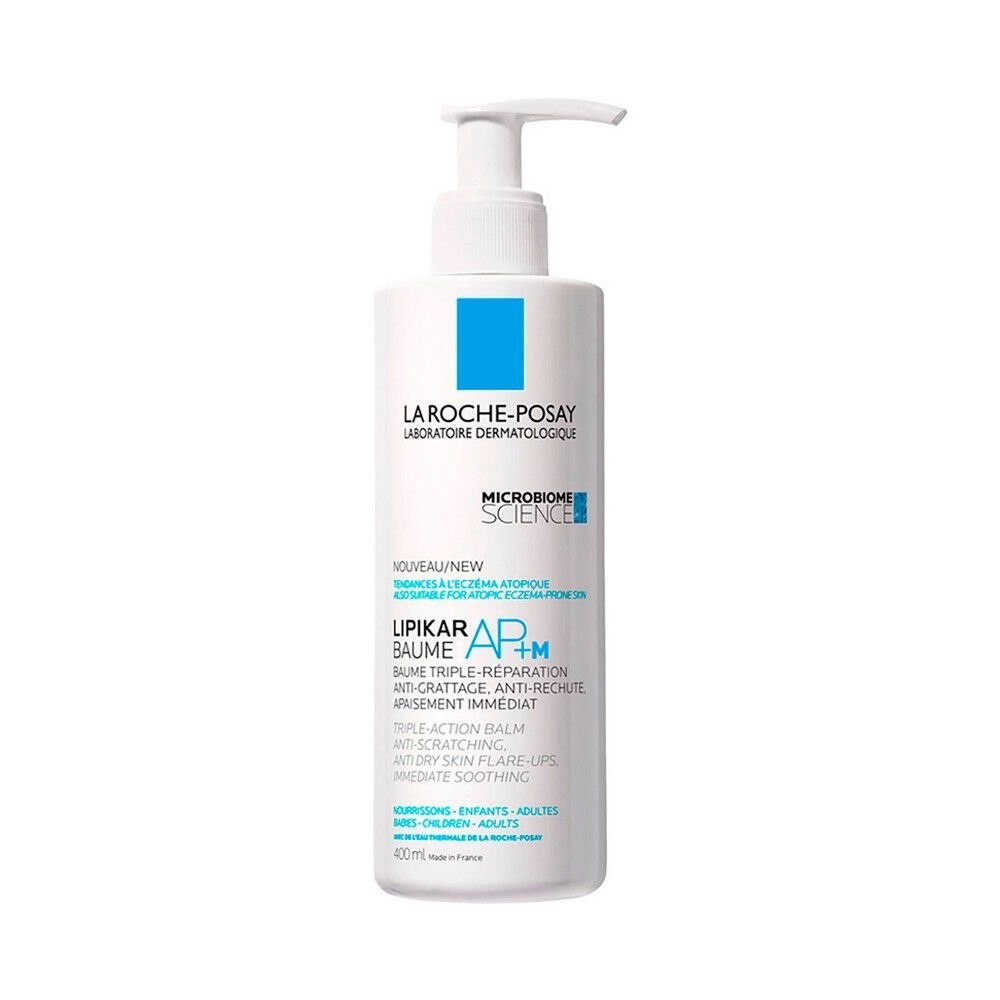 LA ROCHE-POSAY
LABORATOIRE DERMATOLOGIQUE
MICROBIOME
SCIENCE
NOUVEAU/NEW
TENDANCES À L'ECZÉMA ATOPIQUE
ALSO SUITABLE FOR ATOPIC ECZEMA-PRONE SKIN
LIPIKAR
BAUME AP+M
BAUME TRIPLE-RÉPARATION
ANTI-GRATTAGE, ANTI-RECHUTE,
APAISEMENT IMMÉDIAT
TRIPLE-ACTION BALM
ANTI-SCRATCHING,
ANTI DRY SKIN FLARE-UPS,
IMMEDIATE SOOTHING
NOURRISSONS - ENFANTS - ADULTES
BABIES - CHILDREN - ADULTS
AVEC DE L'EAU THERMALE DE LA ROCHE-POSAY
400 ml Made in France